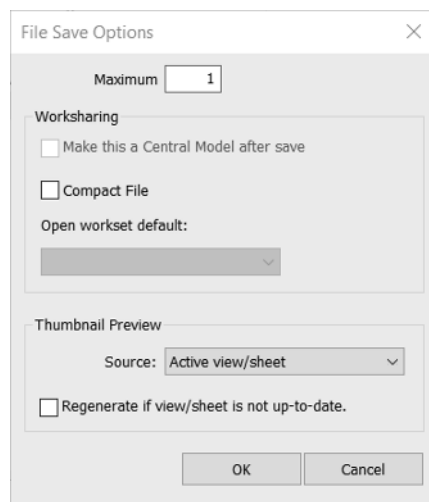 File Save Options
Maximum 1
Worksharing
Make this a Central Model after save
Compact File
Open workset default:
Thumbnail Preview
Source: Active view/sheet
Regenerate if view/sheet is not up-to-date.
OK Cancel